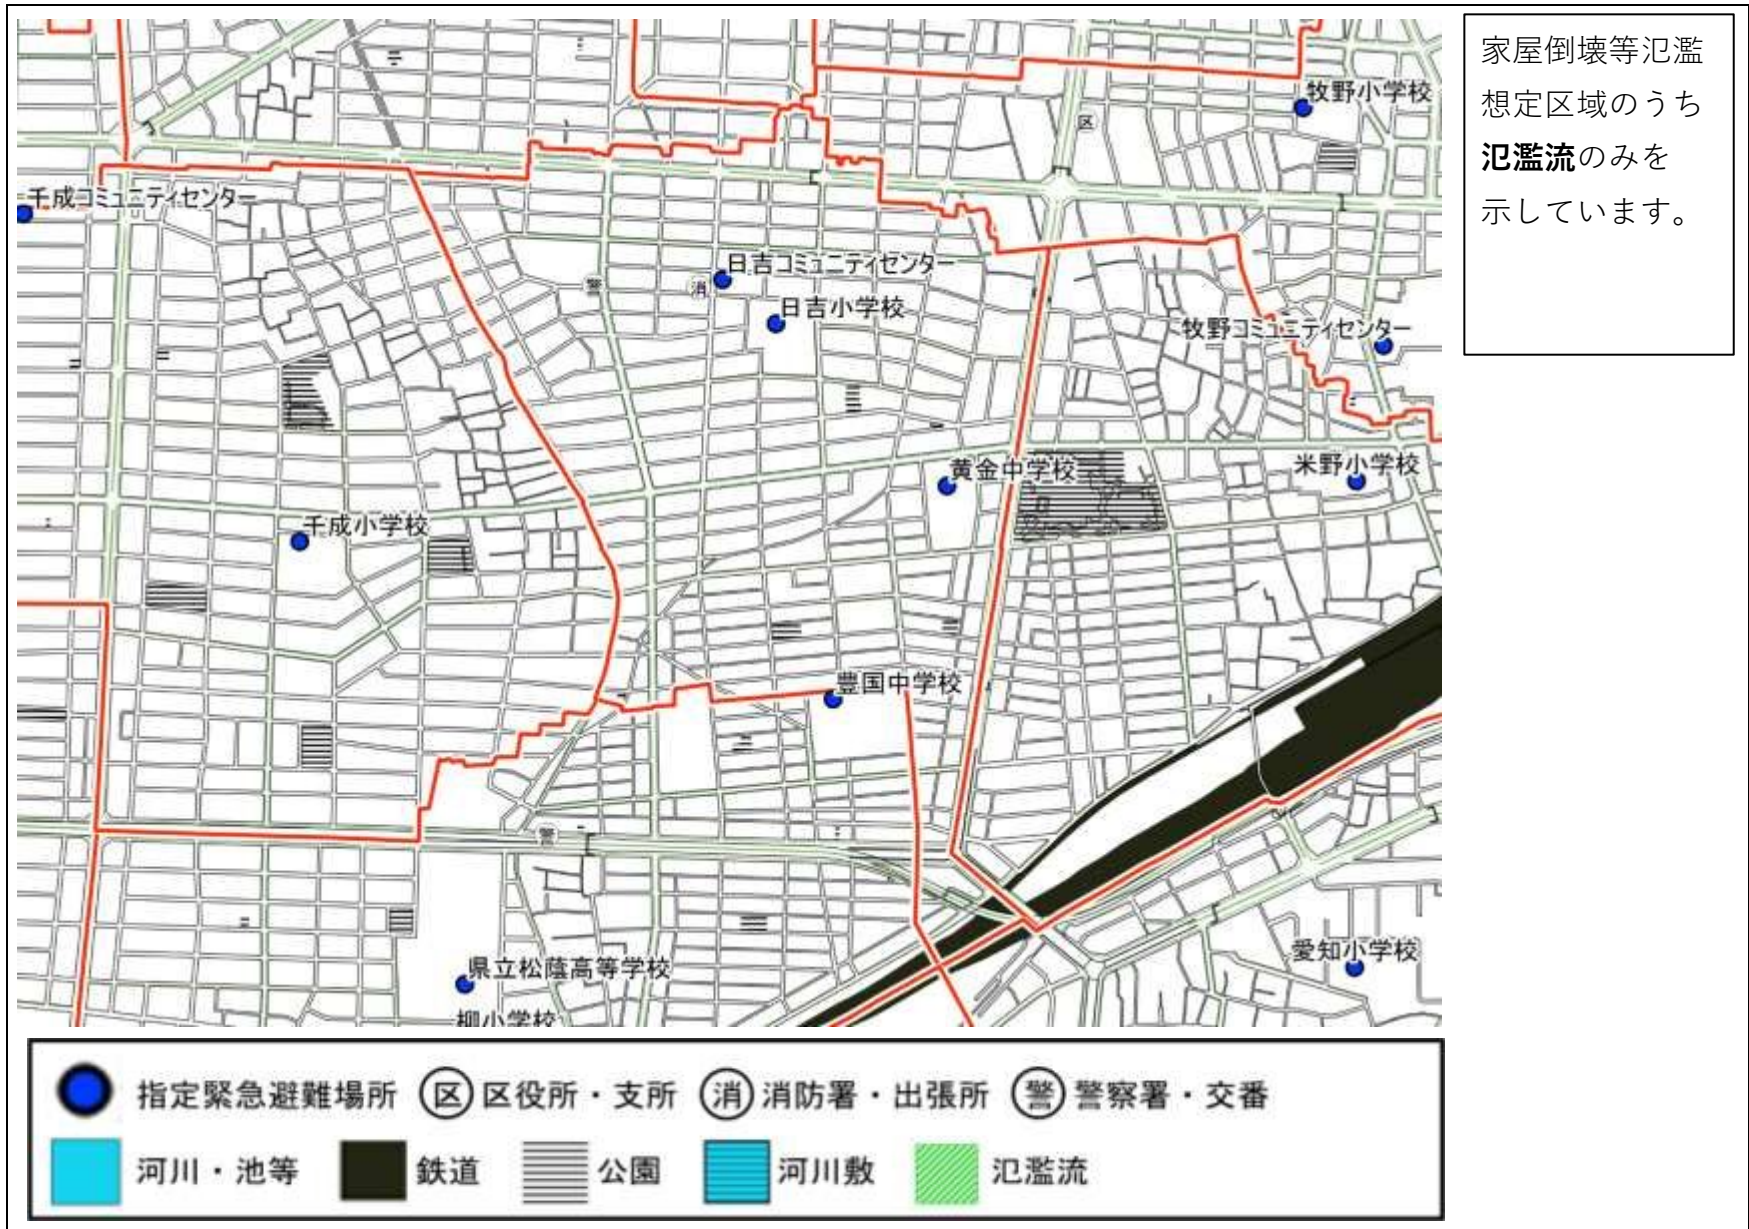 家屋倒壊等氾濫
想定区域のうち
氾濫流のみを
示しています。
牧野小学校
区
千成コミュニティセンター
日吉コミュニティセンター
警
消
日吉小学校
牧野コミュニティセンター
黄金中学校
米野小学校
千成小学校
豊国中学校
警
愛知小学校
県立松蔭高等学校
柳小学校
指定緊急避難場所 区 区役所・支所 消 消防署・出張所 警 警察署・交番
河川・池等 鉄道 公園 河川敷 氾濫流